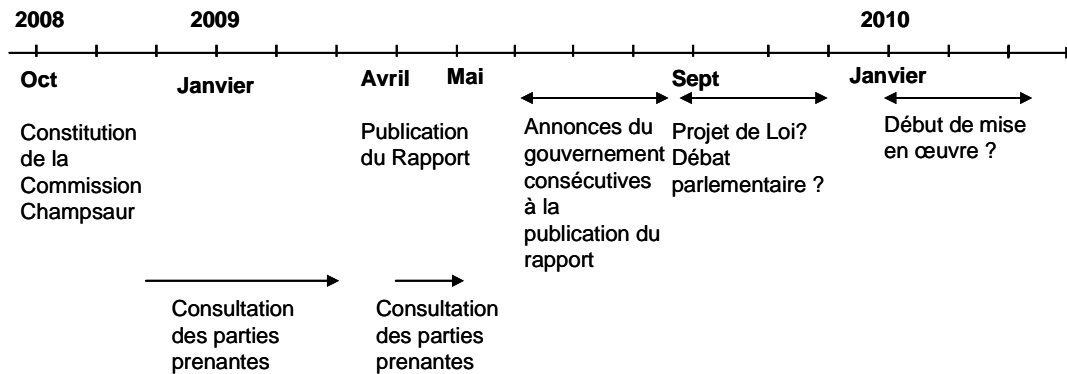 2008
2009
2010
Oct
Janvier
Avril
Mai
Sept
Janvier
Constitution
de la
Commission
Champsaur
Publication
du Rapport
Annonces du
gouvernement
consécutives
à la
publication du
rapport
Projet de Loi?
Débat
parlementaire ?
Début de mise
en œuvre ?
Consultation
des parties
prenantes
Consultation
des parties
prenantes